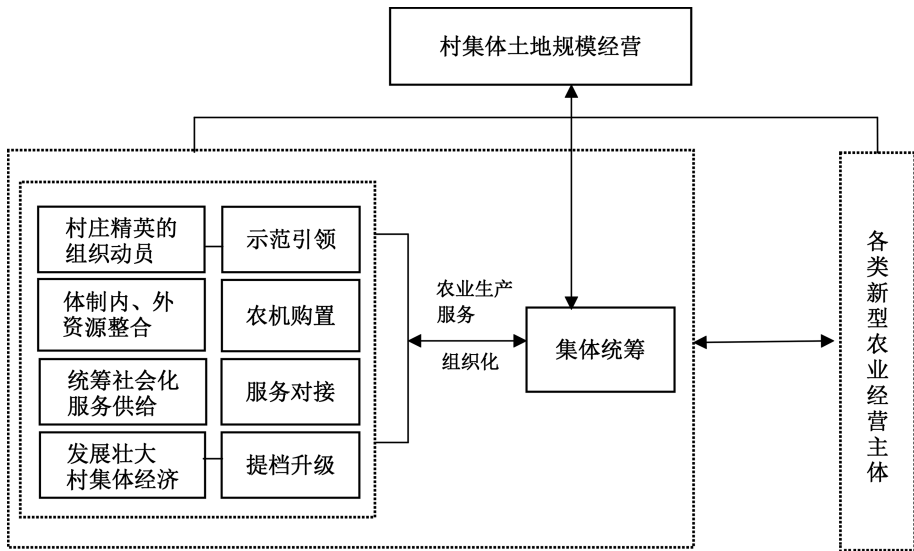 村集体土地规模经营
村庄精英的
组织动员
示范引领
体制内、外
资源整合
农机购置
统筹社会化
服务供给
服务对接
发展壮大
村集体经济
提档升级
农业生产
服务
组织化
集体统筹
各类新型农业经营主体